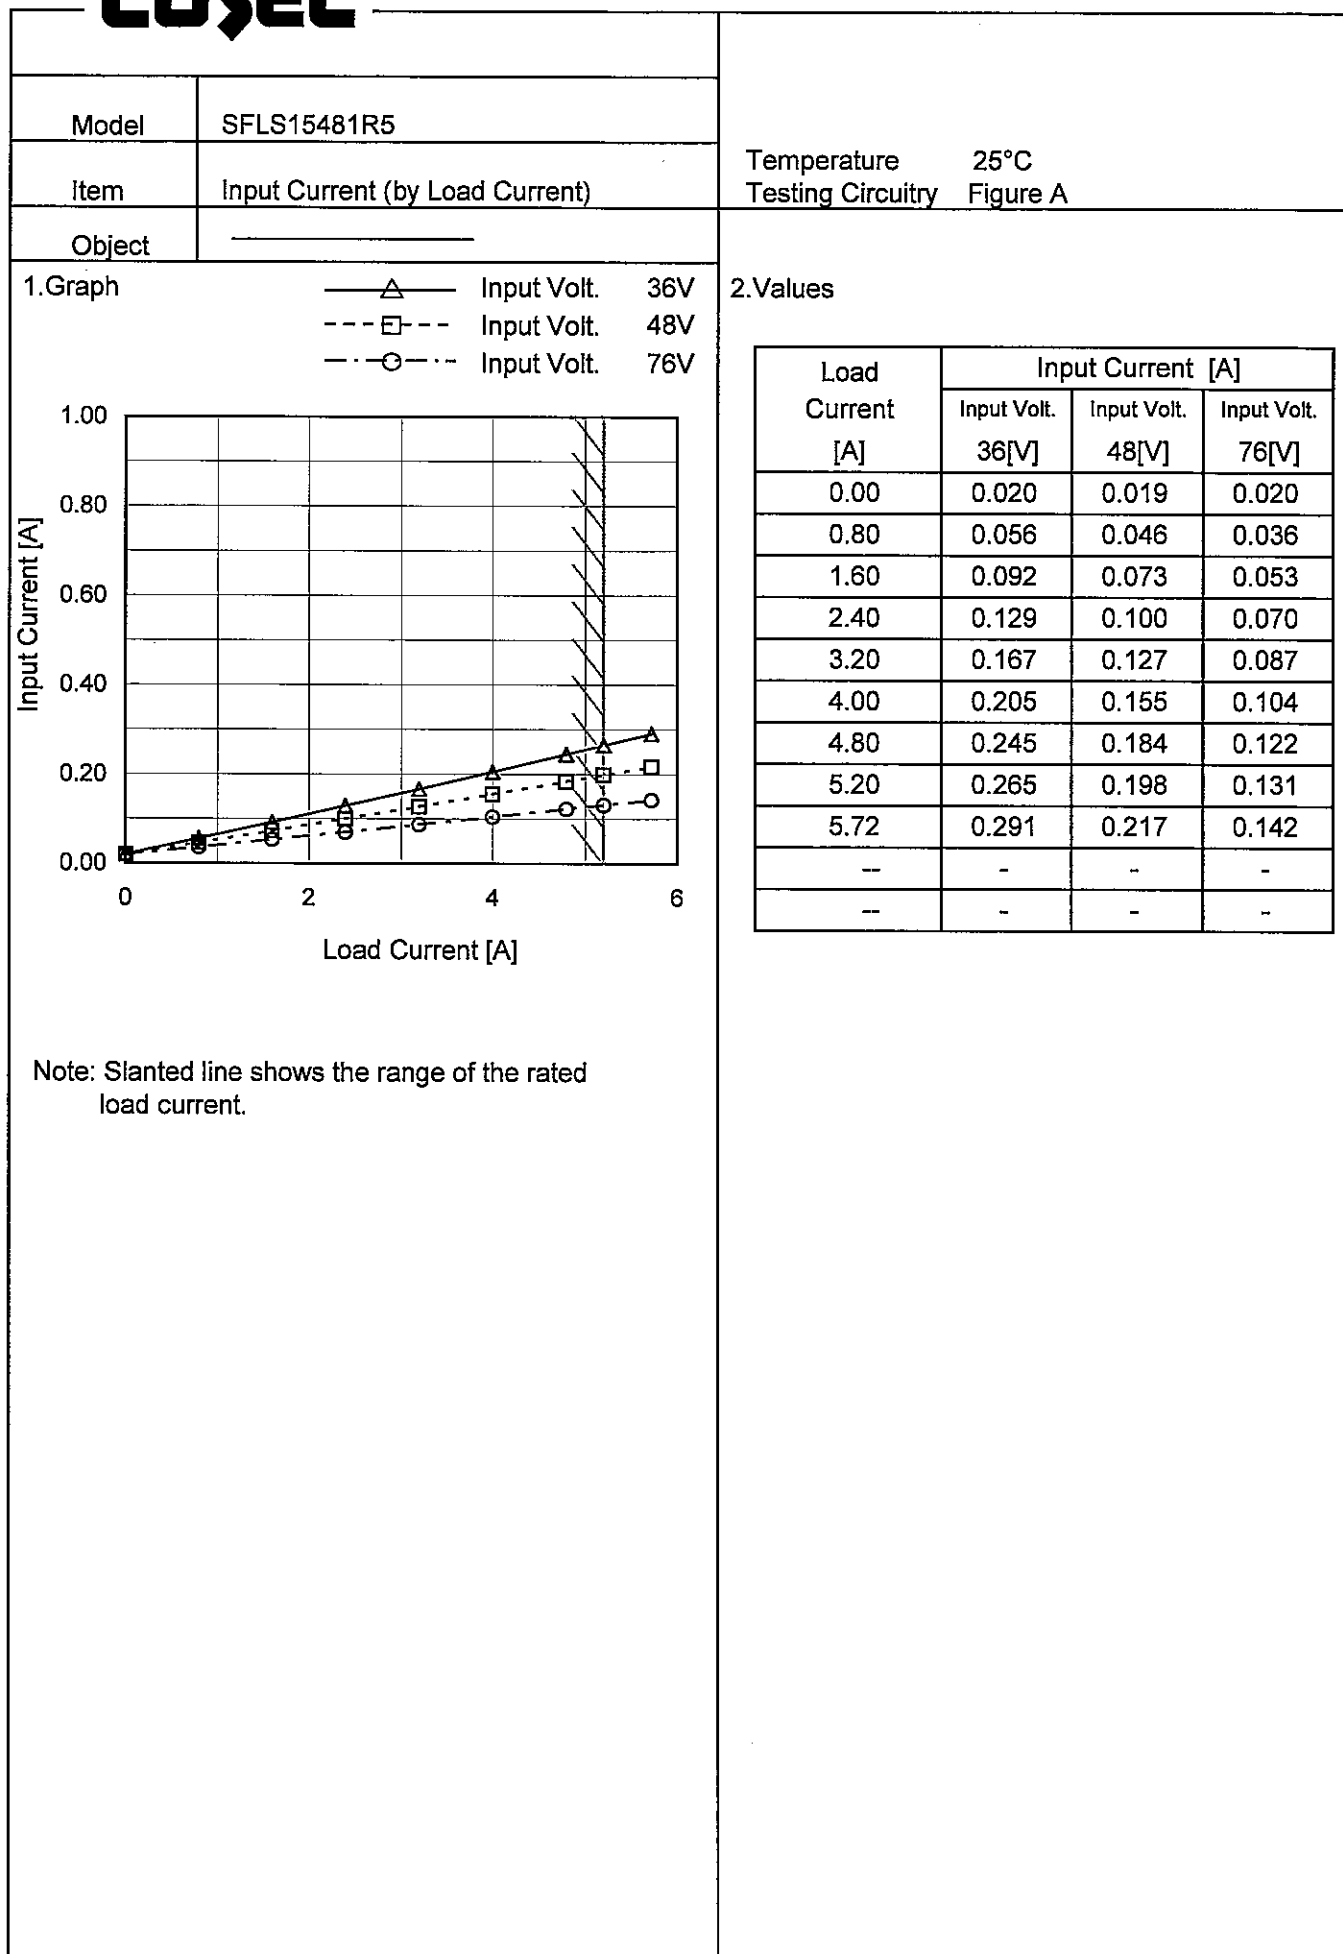 COSEL
Model SFLS15481R5
Item Input Current (by Load Current)
Object
Temperature 25°C
Testing Circuitry Figure A
1.Graph
Input Volt. 36V
Input Volt. 48V
Input Volt. 76V
1.00
0.80
0.60
0.40
0.20
0.00
Input Current [A]
0 2 4 6
Load Current [A]
Note: Slanted line shows the range of the rated
load current.
2.Values
Load Input Current [A]
Current Input Volt. Input Volt. Input Volt.
[A] 36[V] 48[V] 76[V]
0.00 0.020 0.019 0.020
0.80 0.056 0.046 0.036
1.60 0.092 0.073 0.053
2.40 0.129 0.100 0.070
3.20 0.167 0.127 0.087
4.00 0.205 0.155 0.104
4.80 0.245 0.184 0.122
5.20 0.265 0.198 0.131
5.72 0.291 0.217 0.142
-- - - -
-- - - -